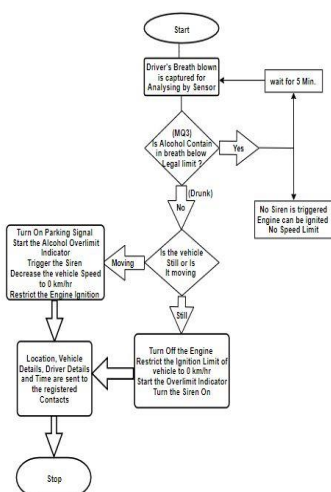 Start
Driver's Breath blown
is captured for
Analysing by Sensor
wait for 5 Min.
(MQ3)
Is Alcohol Contain
in breath below
Legal limit ?
Yes
(Drunk)
No
No Siren is triggered
Engine can be ignited
No Speed Limit
Turn On Parking Signal
Start the Alcohol Overlimit
Indicator
Trigger the Siren
Decrease the vehicle Speed
to 0 km/hr
Restrict the Engine Ignition
Moving
Is the vehicle
Still or Is
It moving
Still
Turn Off the Engine
Restrict the Ignition Limit of
vehicle to 0 km/hr
Start the Overlimit Indicator
Turn the Siren On
Location, Vehicle
Details, Driver Details
and Time are sent to
the registered
Contacts
Stop